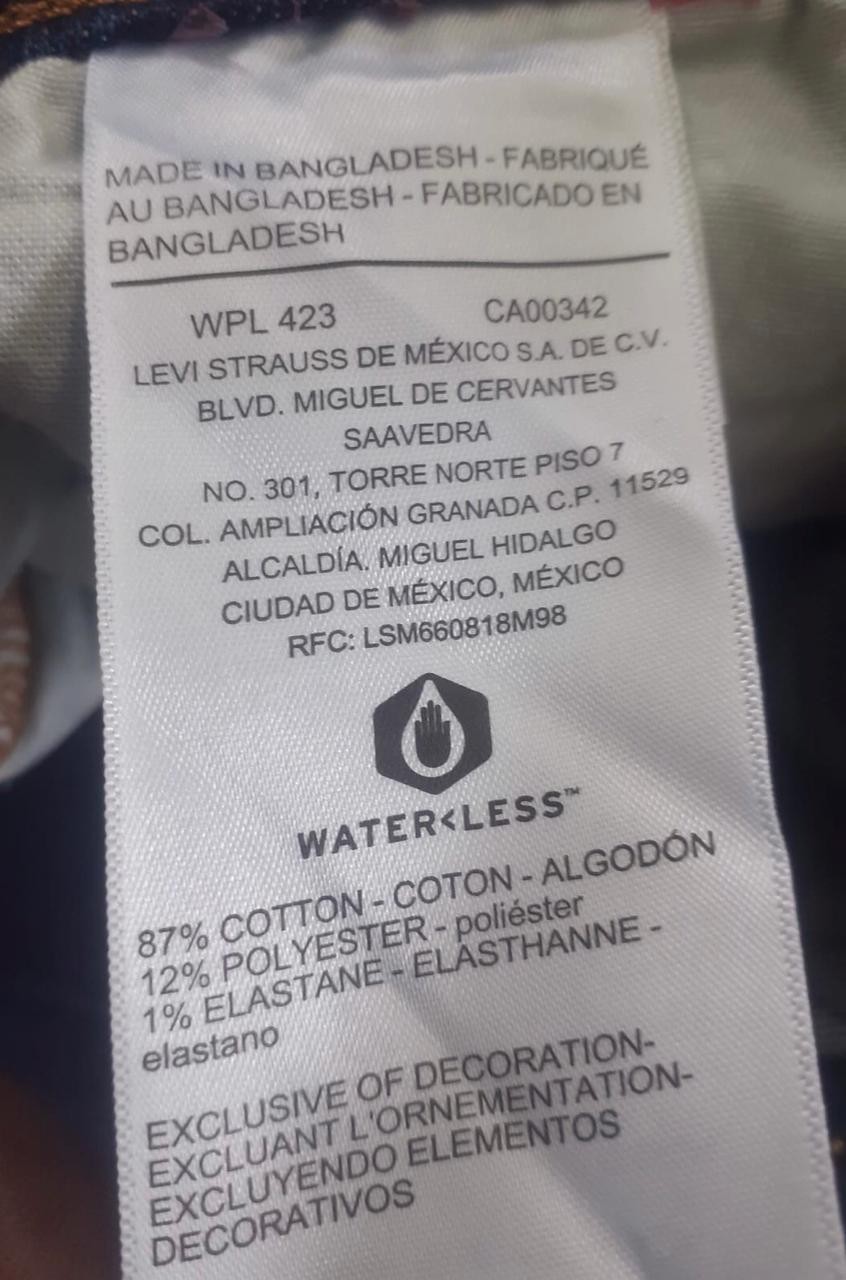 MADE IN BANGLADESH - FABRIQUÉ
AU BANGLADESH - FABRICADO EN
BANGLADESH
WPL 423 CA00342
LEVI STRAUSS DE MÉXICO S.A. DE C.V.
BLVD. MIGUEL DE CERVANTES
SAAVEDRA
NO. 301, TORRE NORTE PISO 7
COL. AMPLIACIÓN GRANADA C.P. 11529
ALCALDÍA. MIGUEL HIDALGO
CIUDAD DE MÉXICO, MÉXICO
RFC: LSM660818M98
WATER<LESS™
87% COTTON - COTON - ALGODÓN
12% POLYESTER - poliéster
1% ELASTANE - ELASTHANNE -
elastano
EXCLUSIVE OF DECORATION-
EXCLUANT L'ORNEMENTATION-
EXCLUYENDO ELEMENTOS
DECORATIVOS